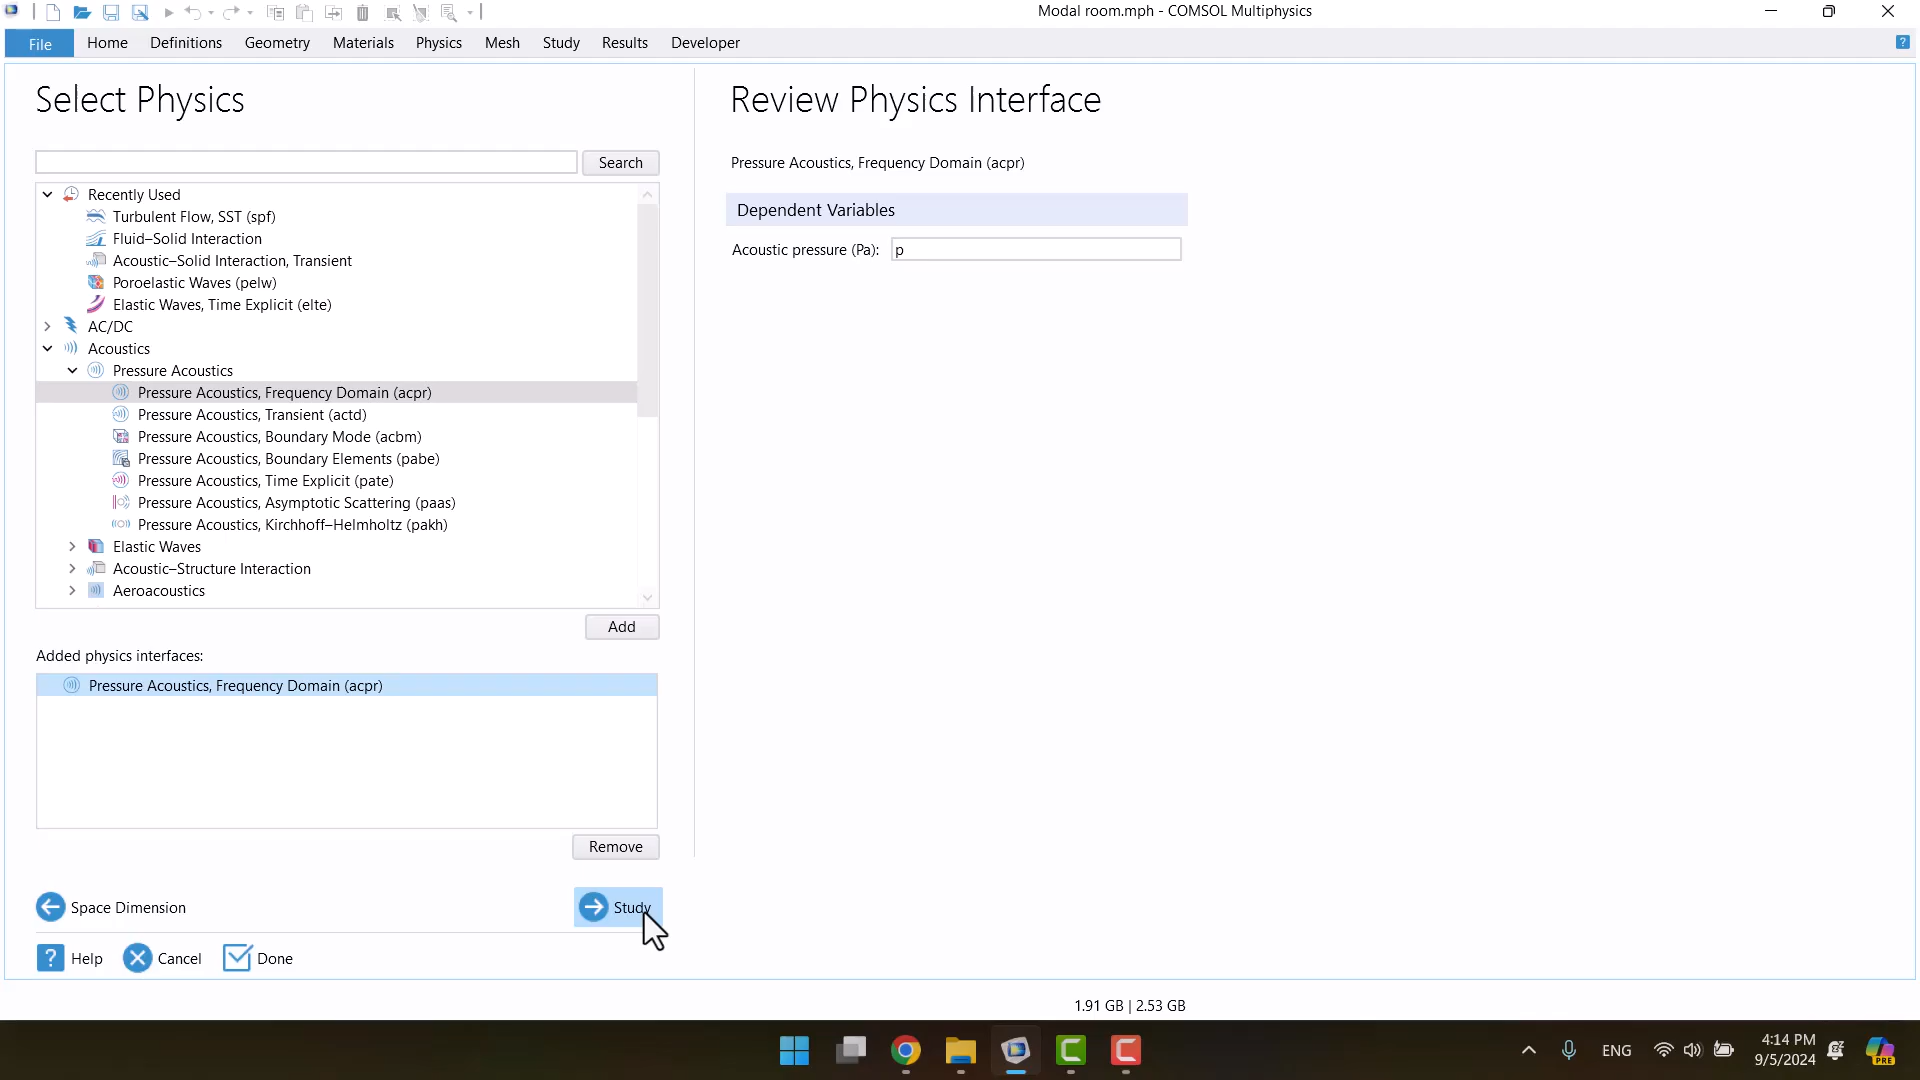 Modal room.mph - COMSOL Multiphysics
File Home Definitions Geometry Materials Physics Mesh Study Results Developer
?
Select Physics
Search
Recently Used
Turbulent Flow, SST (spf)
Fluid–Solid Interaction
Acoustic–Solid Interaction, Transient
Poroelastic Waves (pelw)
Elastic Waves, Time Explicit (elte)
AC/DC
Acoustics
Pressure Acoustics
Pressure Acoustics, Frequency Domain (acpr)
Pressure Acoustics, Transient (actd)
Pressure Acoustics, Boundary Mode (acbm)
Pressure Acoustics, Boundary Elements (pabe)
Pressure Acoustics, Time Explicit (pate)
Pressure Acoustics, Asymptotic Scattering (paas)
Pressure Acoustics, Kirchhoff–Helmholtz (pakh)
Elastic Waves
Acoustic–Structure Interaction
Aeroacoustics
Add
Added physics interfaces:
Pressure Acoustics, Frequency Domain (acpr)
Remove
Space Dimension
Study
? Help Cancel Done
Review Physics Interface
Pressure Acoustics, Frequency Domain (acpr)
Dependent Variables
Acoustic pressure (Pa): p
1.91 GB | 2.53 GB
ENG
4:14 PM
9/5/2024
PRE